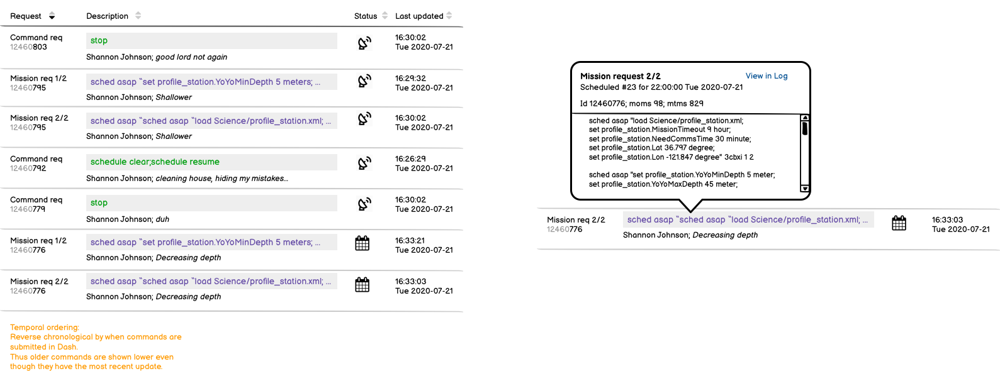 Request Description Status Last updated
Command req stop 16:30:02
12460803 Tue 2020-07-21
Shannon Johnson; good lord not again
Mission req 1/2 sched asap “set profile_station.YoYoMinDepth 5 meters; ... 16:29:32
12460795 Tue 2020-07-21
Shannon Johnson; Shallower
Mission req 2/2 sched asap “sched asap “load Science/profile_station.xml; ... 16:30:02
12460795 Tue 2020-07-21
Shannon Johnson; Shallower
Command req schedule clear;schedule resume 16:26:29
12460792 Tue 2020-07-21
Shannon Johnson; cleaning house, hiding my mistakes...
Command req stop 16:30:02
12460779 Tue 2020-07-21
Shannon Johnson; duh
Mission req 1/2 sched asap “set profile_station.YoYoMinDepth 5 meters; ... 16:33:21
12460776 Tue 2020-07-21
Shannon Johnson; Decreasing depth
Mission req 2/2 sched asap “sched asap “load Science/profile_station.xml; ... 16:33:03
12460776 Tue 2020-07-21
Shannon Johnson; Decreasing depth
Temporal ordering:
Reverse chronological by when commands are
submitted in Dash.
Thus older commands are shown lower even
though they have the most recent update.
Mission request 2/2 View in Log
Scheduled #23 for 22:00:00 Tue 2020-07-21
Id 12460776; moms 98; mtms 829
sched asap "load Science/profile_station.xml;
set profile_station.MissionTimeout 9 hour;
set profile_station.NeedCommsTime 30 minute;
set profile_station.Lat 36.797 degree;
set profile_station.Lon -121.847 degree" 3cbxi 1 2
sched asap "set profile_station.YoYoMinDepth 5 meter;
set profile_station.YoYoMaxDepth 45 meter;
Mission req 2/2 sched asap “sched asap “load Science/profile_station.xml; ... 16:33:03
12460776 Tue 2020-07-21
Shannon Johnson; Decreasing depth